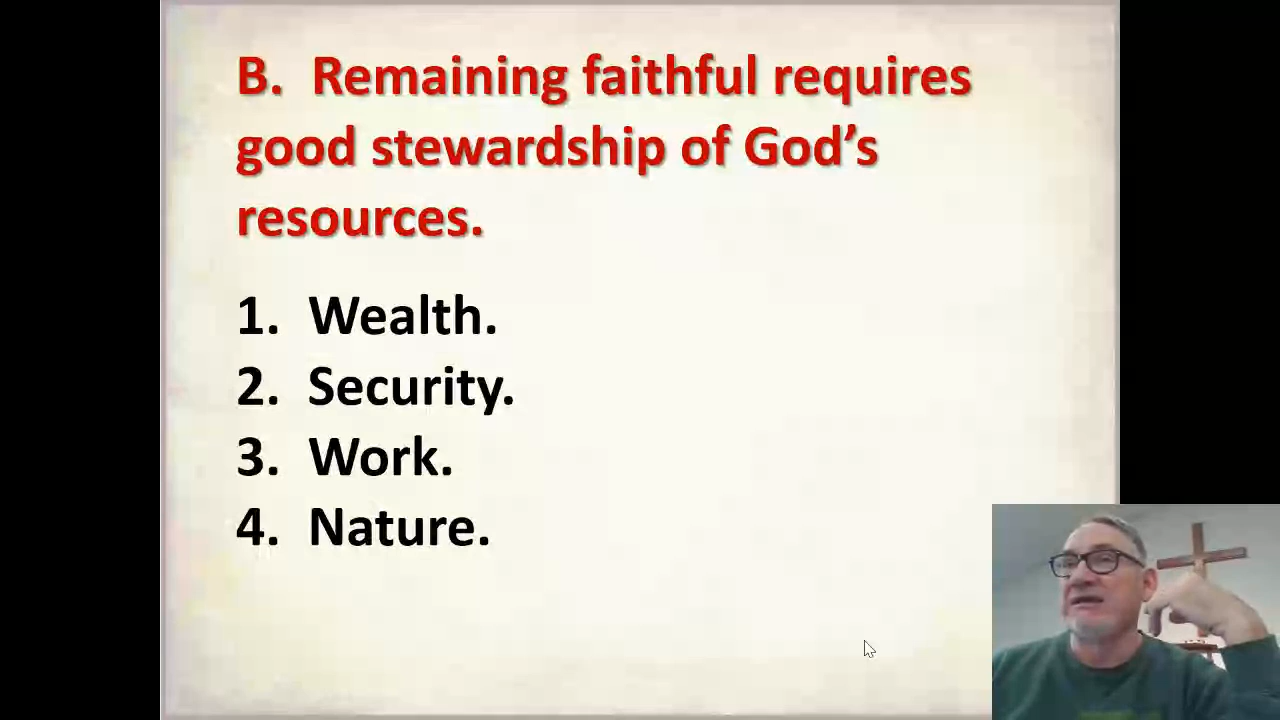 B.  Remaining faithful requires
good stewardship of God’s
resources.
1.  Wealth.
2.  Security.
3.  Work.
4.  Nature.